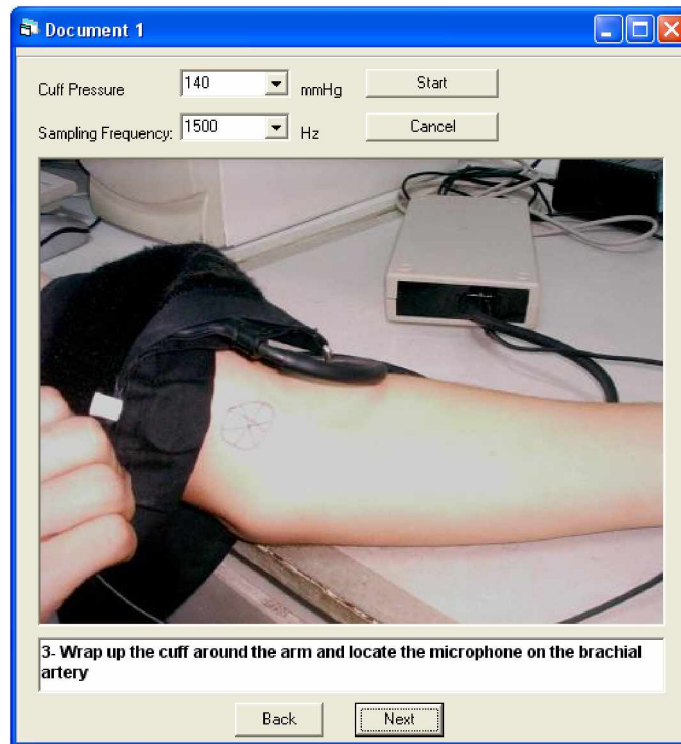 Document 1
Cuff Pressure 140 mmHg Start
Sampling Frequency: 1500 Hz Cancel
3- Wrap up the cuff around the arm and locate the microphone on the brachial
artery
Back Next